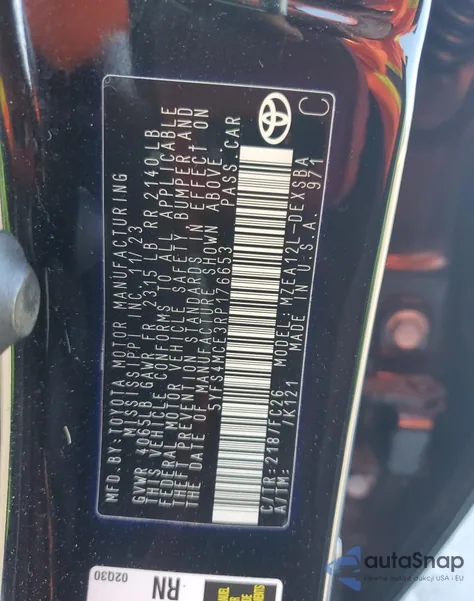 MFD. BY: TOYOTA MOTOR MANUFACTURING
MISSISSIPPI, INC. 11/23
GVWR 4065LB GAWR FR 2315 LB RR 2140 LB
THIS VEHICLE CONFORMS TO ALL APPLICABLE
FEDERAL MOTOR VEHICLE SAFETY, BUMPER, AND
THEFT PREVENTION STANDARDS IN EFFECT ON
THE DATE OF MANUFACTURE SHOWN ABOVE.
5YFS4MCE3RP176653 PASS.CAR
C/TR:2187/FC26 MODEL:MZEA12L-DEXSBA
A/TM: /K121 MADE IN U.S.A. 971
C
02Q30
RN
autaSnap